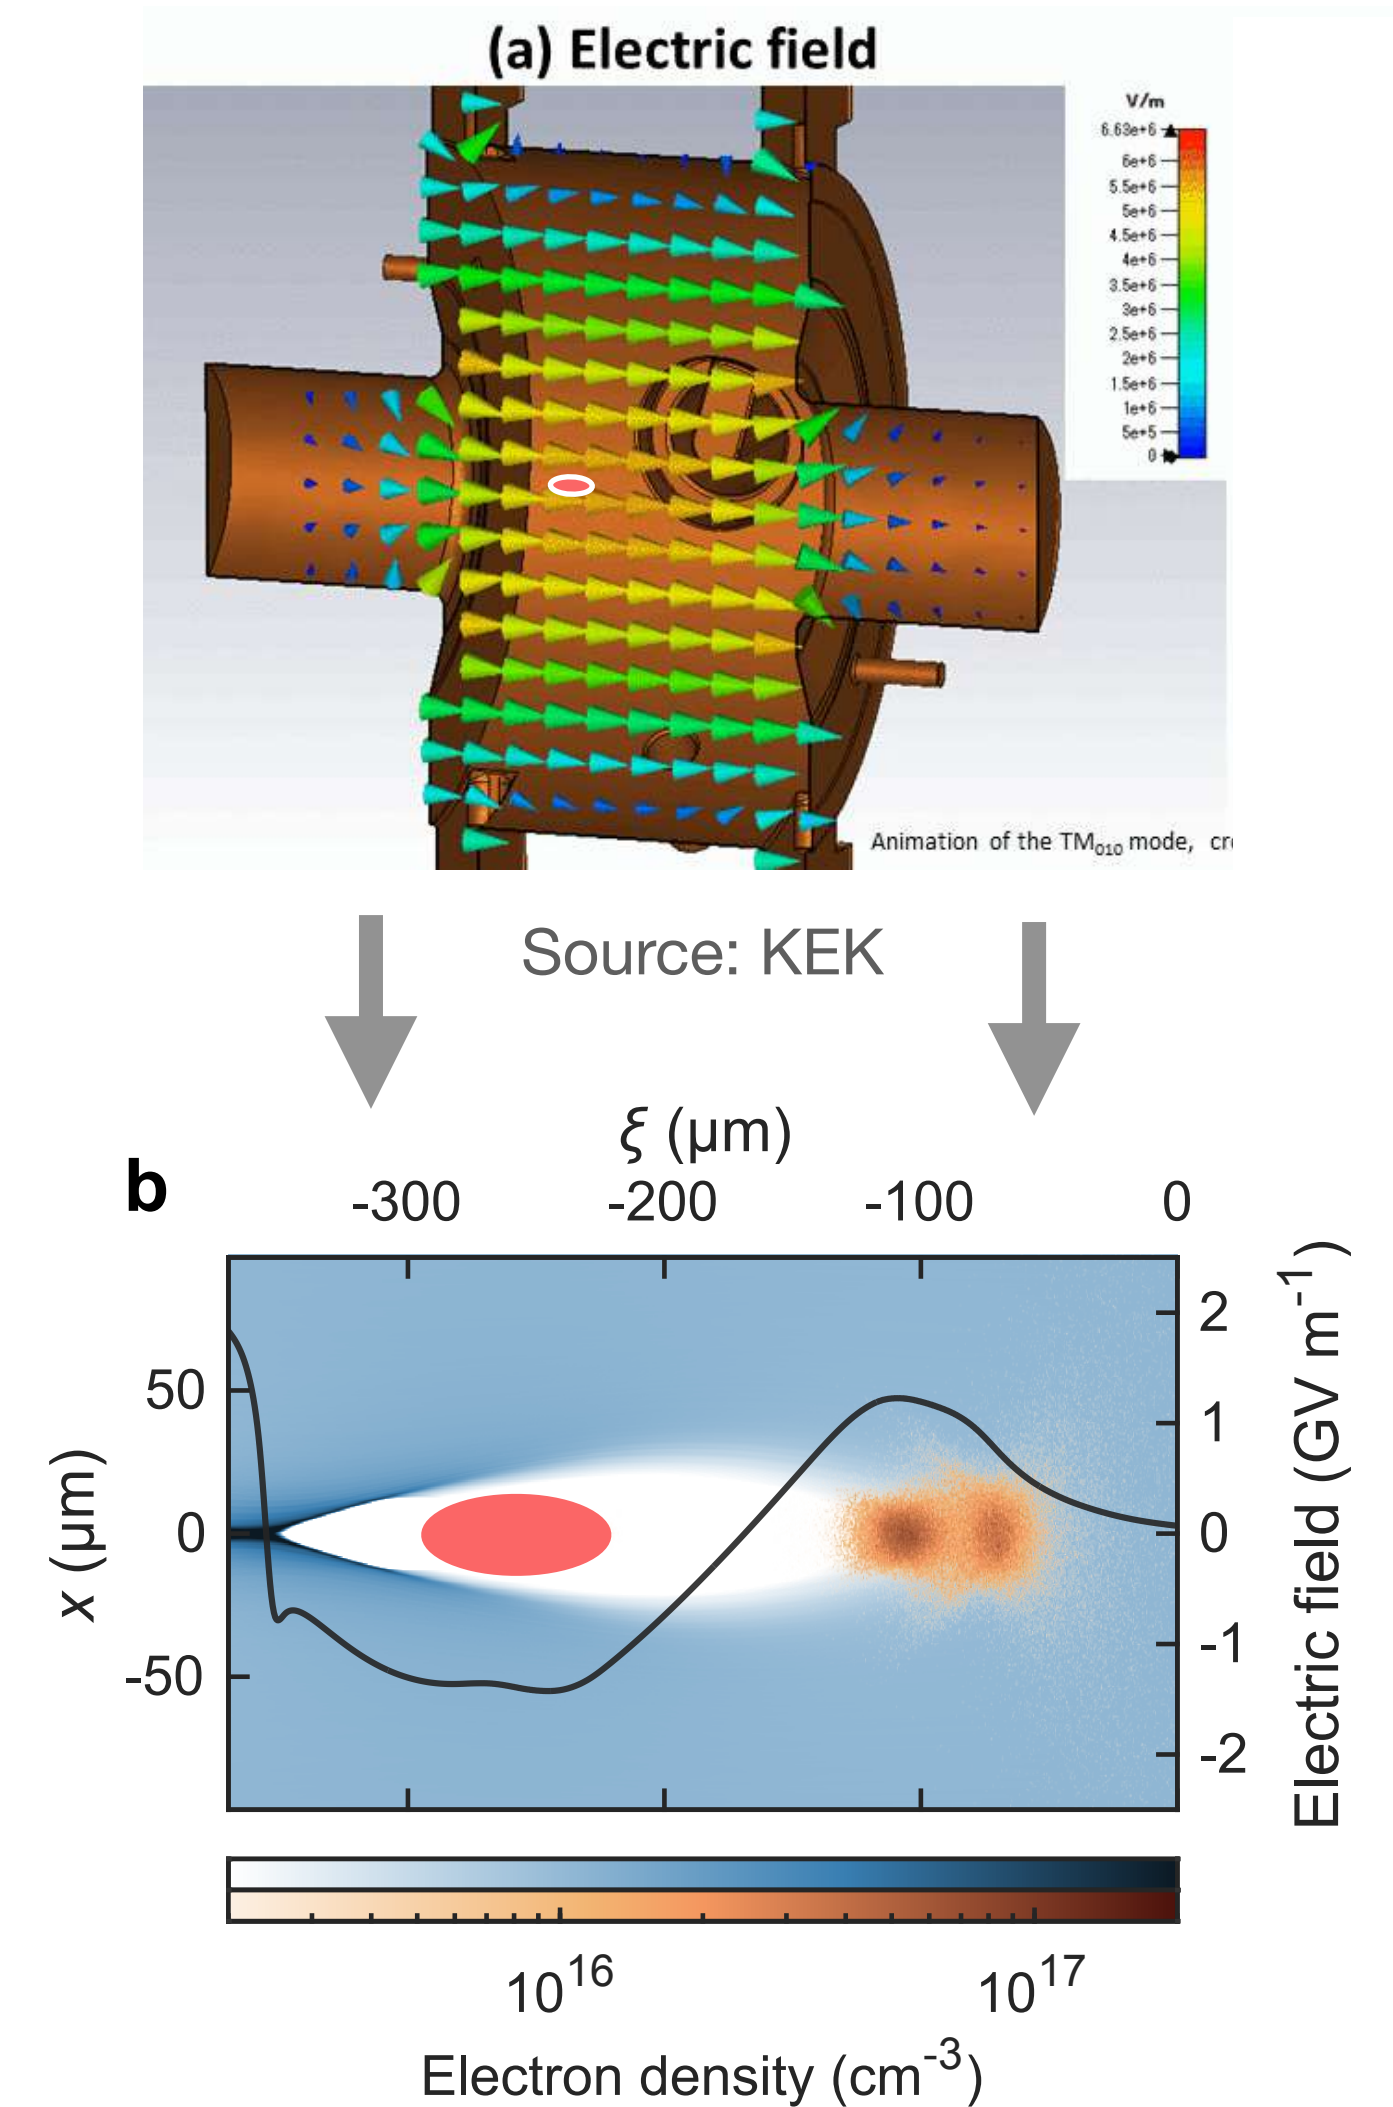 (a) Electric field
V/m
6.63e+6
6e+6
5.5e+6
5e+6
4.5e+6
4e+6
3.5e+6
3e+6
2.5e+6
2e+6
1.5e+6
1e+6
5e+5
0
Animation of the TM₀₁₀ mode, cr
Source: KEK
ξ (μm)
b
-300 -200 -100 0
50
0
-50
x (μm)
2
1
0
-1
-2
Electric field (GV m⁻¹)
10¹⁶ 10¹⁷
Electron density (cm⁻³)